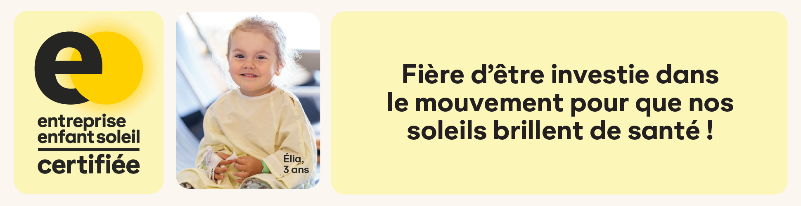 e
entreprise
enfant soleil
certifiée
Élia,
3 ans
Fière d'être investie dans
le mouvement pour que nos
soleils brillent de santé !